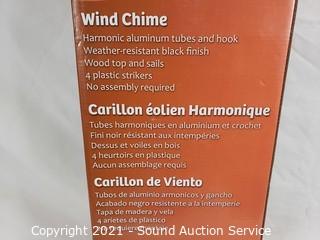 Wind Chime
Harmonic aluminum tubes and hook
Weather-resistant black finish
Wood top and sails
4 plastic strikers
No assembly required
Carillon éolien Harmonique
Tubes harmoniques en aluminium et crochet
Fini noir résistant aux intempéries
Dessus et voiles en bois
4 heurtoirs en plastique
Aucun assemblage requis
Carillon de Viento
Tubos de aluminio armonicos y gancho
Acabado negro resistente a la intemperie
Tapa de madera y vela
4 arietes de plastico
Copyright 2021 - Sound Auction Service